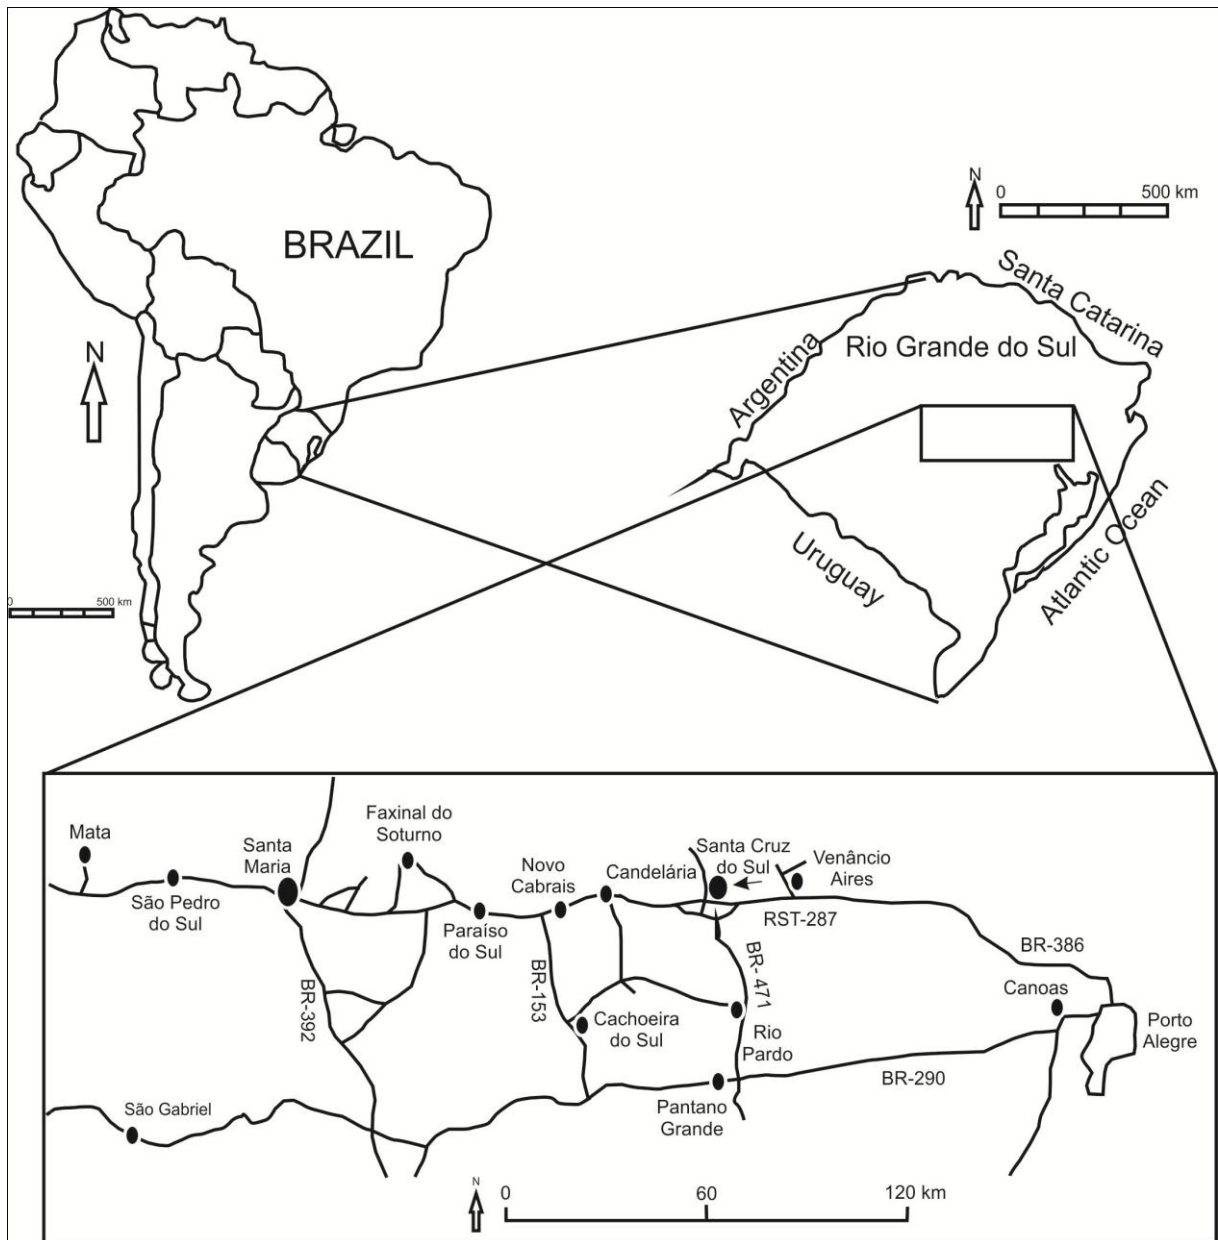 BRAZIL
N
0
500 km
N
0
500 km
Santa Catarina
Rio Grande do Sul
Argentina
Uruguay
Atlantic Ocean
Mata
São Pedro
do Sul
Santa
Maria
Faxinal do
Soturno
Paraíso
do Sul
Novo
Cabrais
Candelária
Santa Cruz
do Sul
Venâncio
Aires
RST-287
BR-386
BR-392
BR-153
BR-471
Canoas
Porto
Alegre
Cachoeira
do Sul
Rio
Pardo
BR-290
São Gabriel
Pantano
Grande
N
0
60
120 km